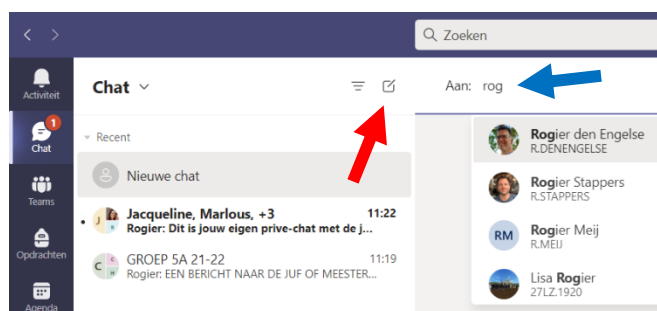 Zoeken
Activiteit
Chat
Aan: rog
1
Chat
Recent
Nieuwe chat
Teams
Jacqueline, Marlous, +3 11:22
Rogier: Dit is jouw eigen prive-chat met de j...
Opdrachten
GROEP 5A 21-22 11:19
Rogier: EEN BERICHT NAAR DE JUF OF MEESTER...
Agenda
Rogier den Engelse
R.DENENGELSE
Rogier Stappers
R.STAPPERS
RM
Rogier Meij
R.MEIJ
Lisa Rogier
27LZ.1920